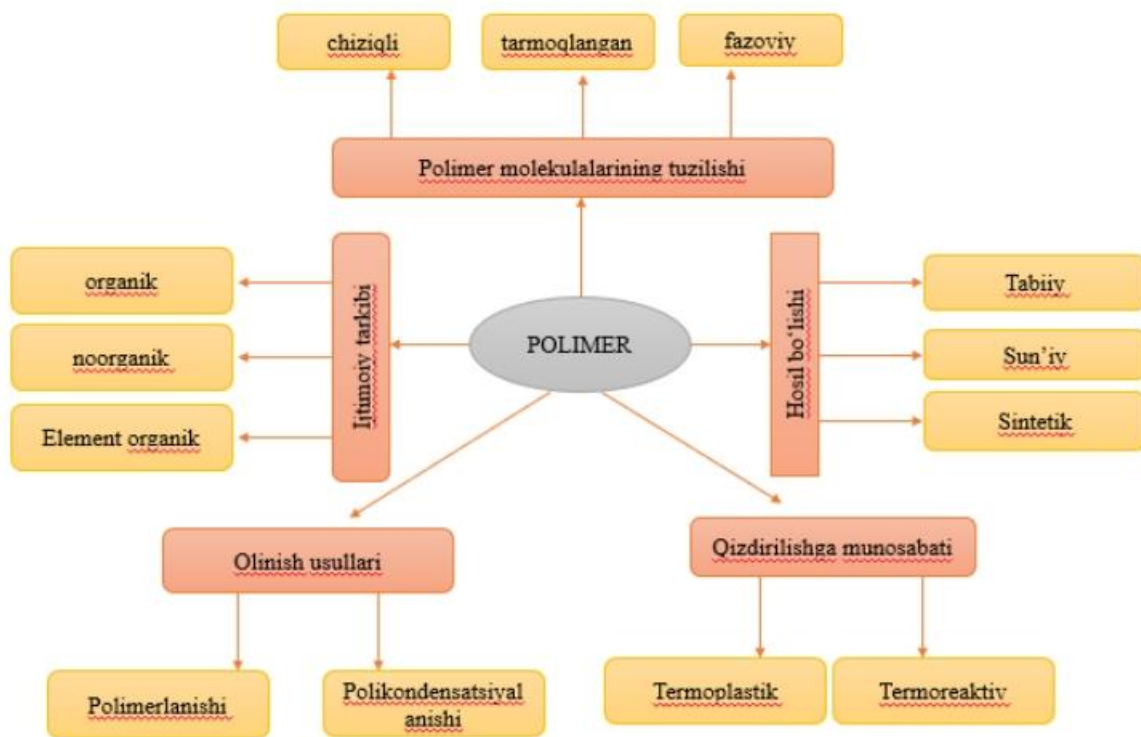 chiziqli
tarmoqlangan
fazoviy
Polimer molekulalarining tuzilishi
organik
noorganik
Element organik
Ijtimoiy tarkibi
POLIMER
Hosil bo‘lishi
Tabiiy
Sun’iy
Sintetik
Olinish usullari
Qizdirilishga munosabati
Polimerlanishi
Polikondensatsiyal
anishi
Termoplastik
Termoreaktiv